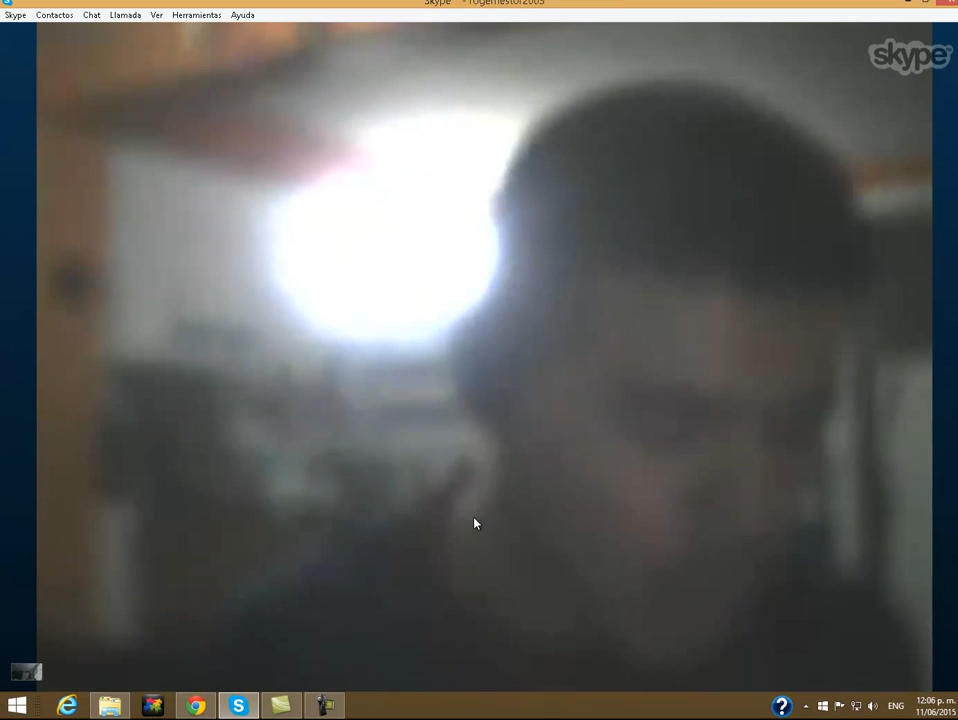 Skype
Skype Contactos Chat Llamada Ver Herramientas Ayuda
skype
ENG
12:06 p. m.
11/06/2015